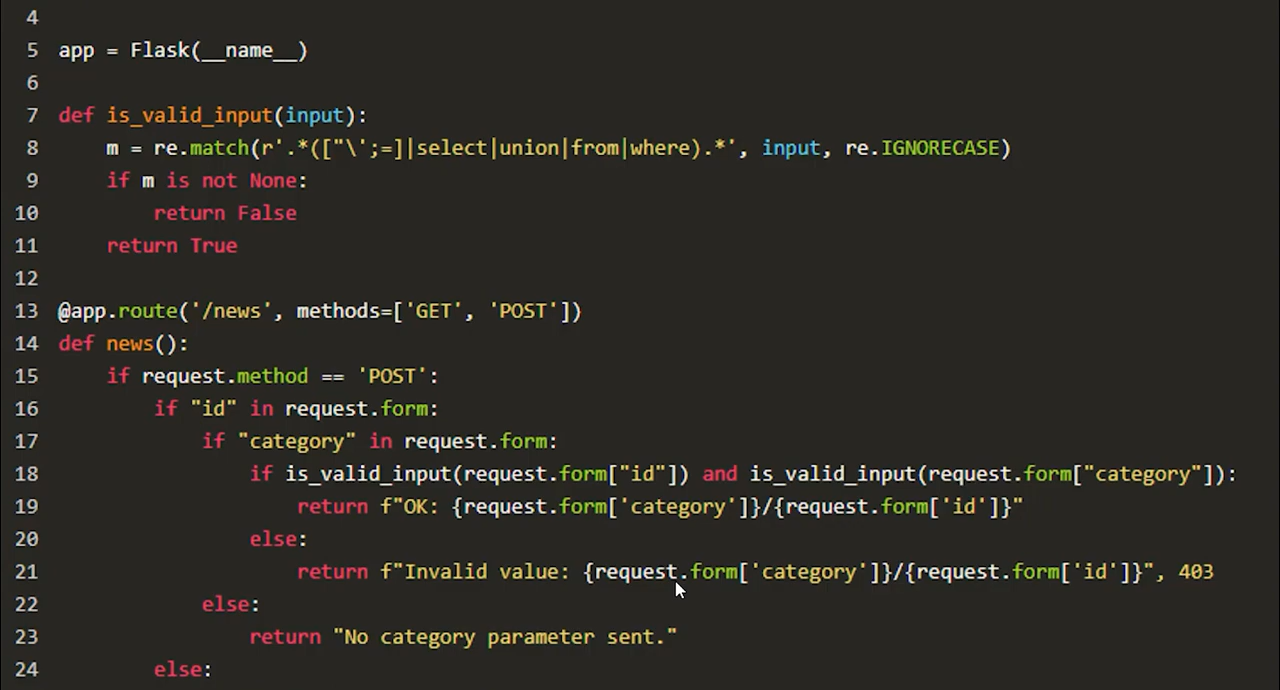 4
5 app = Flask(__name__)
6
7 def is_valid_input(input):
8     m = re.match(r'.*(["\';=]|select|union|from|where).*', input, re.IGNORECASE)
9     if m is not None:
10         return False
11     return True
12
13 @app.route('/news', methods=['GET', 'POST'])
14 def news():
15     if request.method == 'POST':
16         if "id" in request.form:
17             if "category" in request.form:
18                 if is_valid_input(request.form["id"]) and is_valid_input(request.form["category"]):
19                     return f"OK: {request.form['category']}/{request.form['id']}"
20                 else:
21                     return f"Invalid value: {request.form['category']}/{request.form['id']}", 403
22             else:
23                 return "No category parameter sent."
24         else: